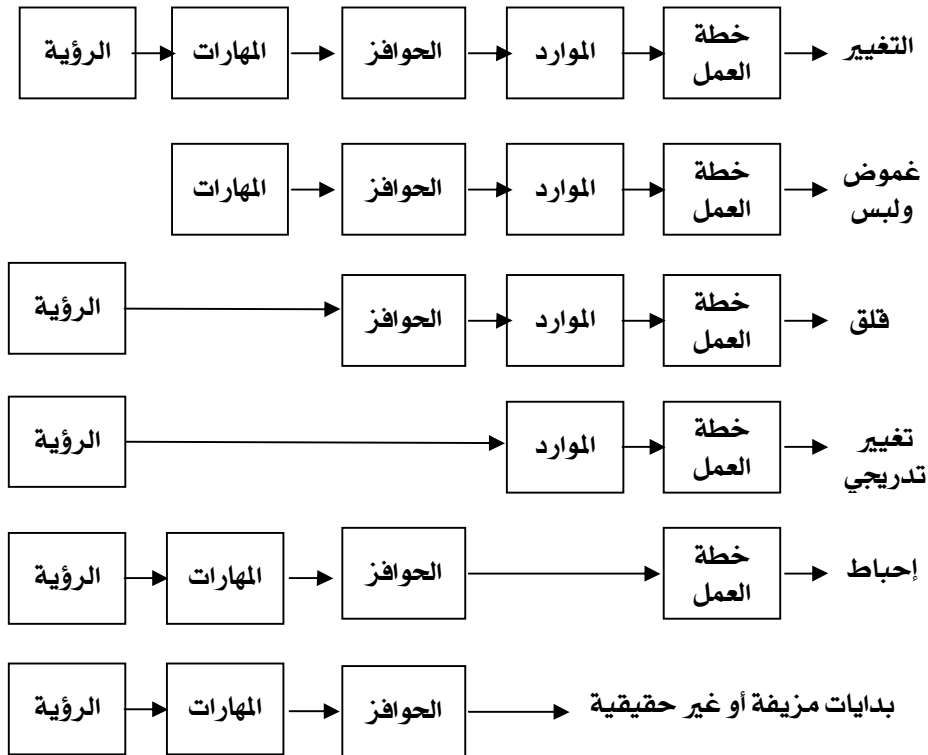 الرؤية المهارات الحوافز الموارد خطة العمل التغيير
المهارات الحوافز الموارد خطة العمل غموض ولبس
الرؤية الحوافز الموارد خطة العمل قلق
الرؤية الموارد خطة العمل تغيير تدريجي
الرؤية المهارات الحوافز خطة العمل إحباط
الرؤية المهارات الحوافز بدايات مزيفة أو غير حقيقية